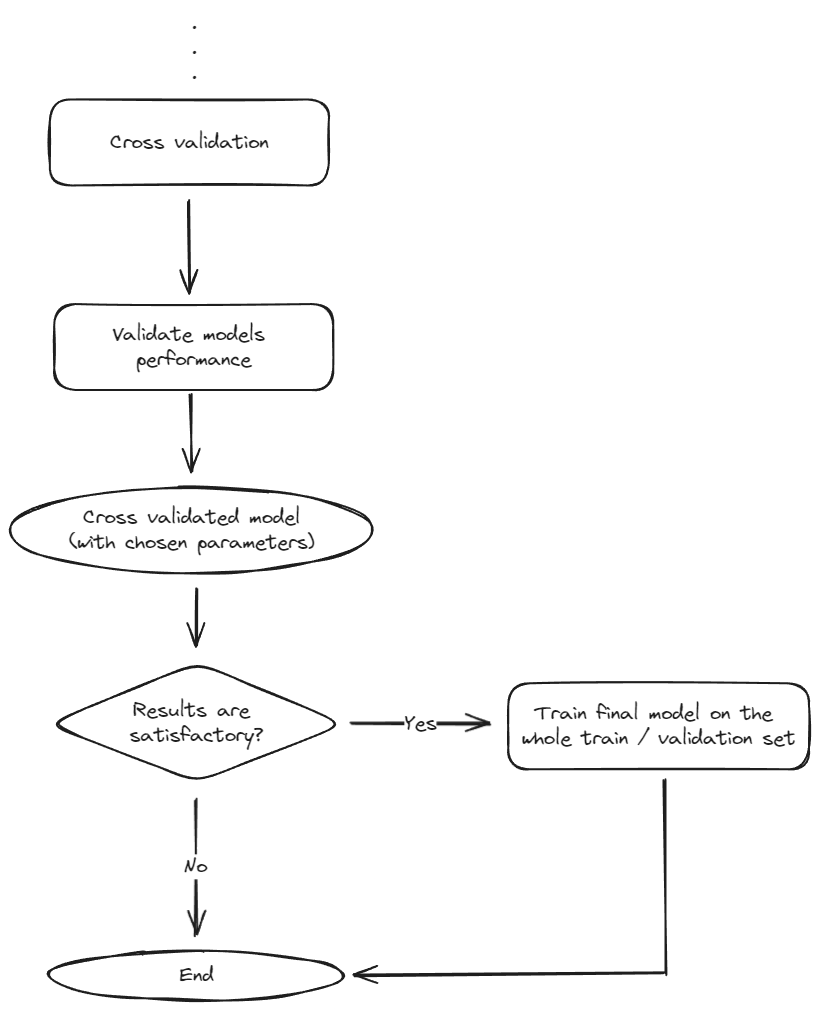 Cross validation
Validate models
performance
Cross validated model
(with chosen parameters)
Results are
satisfactory?
Yes
Train final model on the
whole train / validation set
No
End